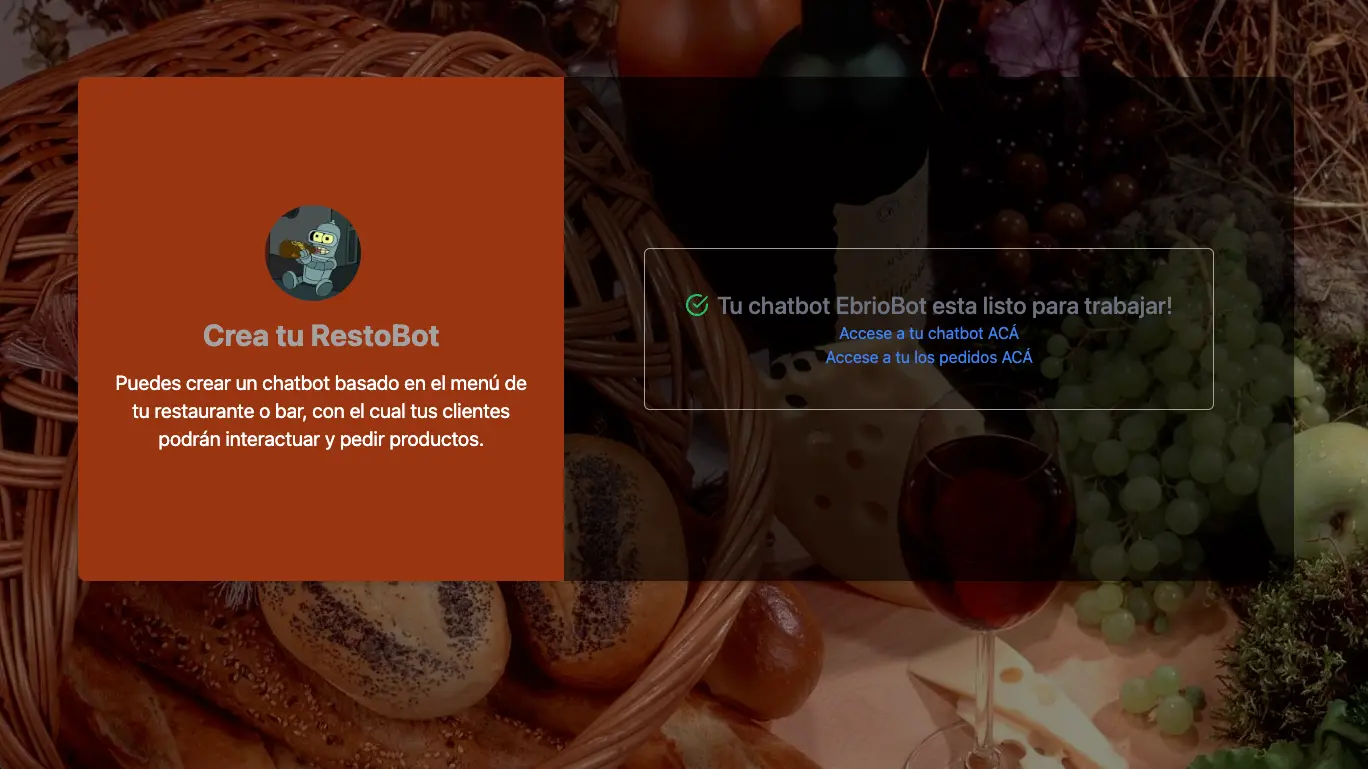 Crea tu RestoBot
Puedes crear un chatbot basado en el menú de
tu restaurante o bar, con el cual tus clientes
podrán interactuar y pedir productos.
Tu chatbot EbrioBot esta listo para trabajar!
Accese a tu chatbot ACÁ
Accese a tu los pedidos ACÁ